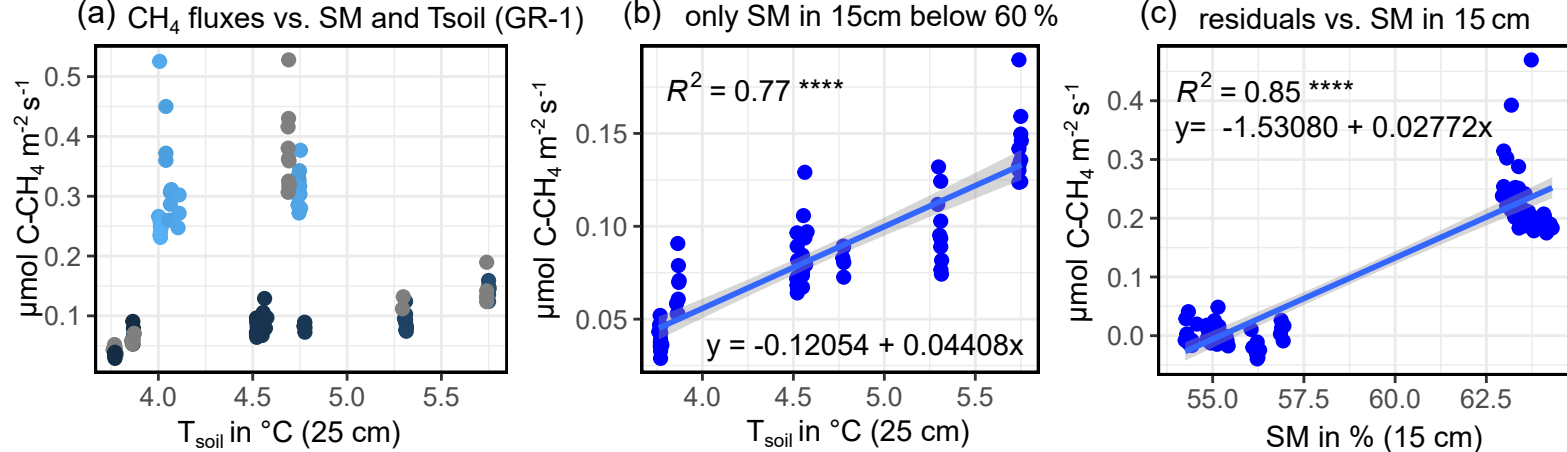 (a) CH₄ fluxes vs. SM and Tsoil (GR-1)
µmol C-CH₄ m⁻² s⁻¹
0.5
0.4
0.3
0.2
0.1
4.0 4.5 5.0 5.5
T_soil in °C (25 cm)
(b) only SM in 15cm below 60 %
µmol C-CH₄ m⁻² s⁻¹
R² = 0.77 ****
0.15
0.10
0.05
y = -0.12054 + 0.04408x
4.0 4.5 5.0 5.5
T_soil in °C (25 cm)
(c) residuals vs. SM in 15 cm
µmol C-CH₄ m⁻² s⁻¹
R² = 0.85 ****
y= -1.53080 + 0.02772x
0.4
0.3
0.2
0.1
0.0
55.0 57.5 60.0 62.5
SM in % (15 cm)